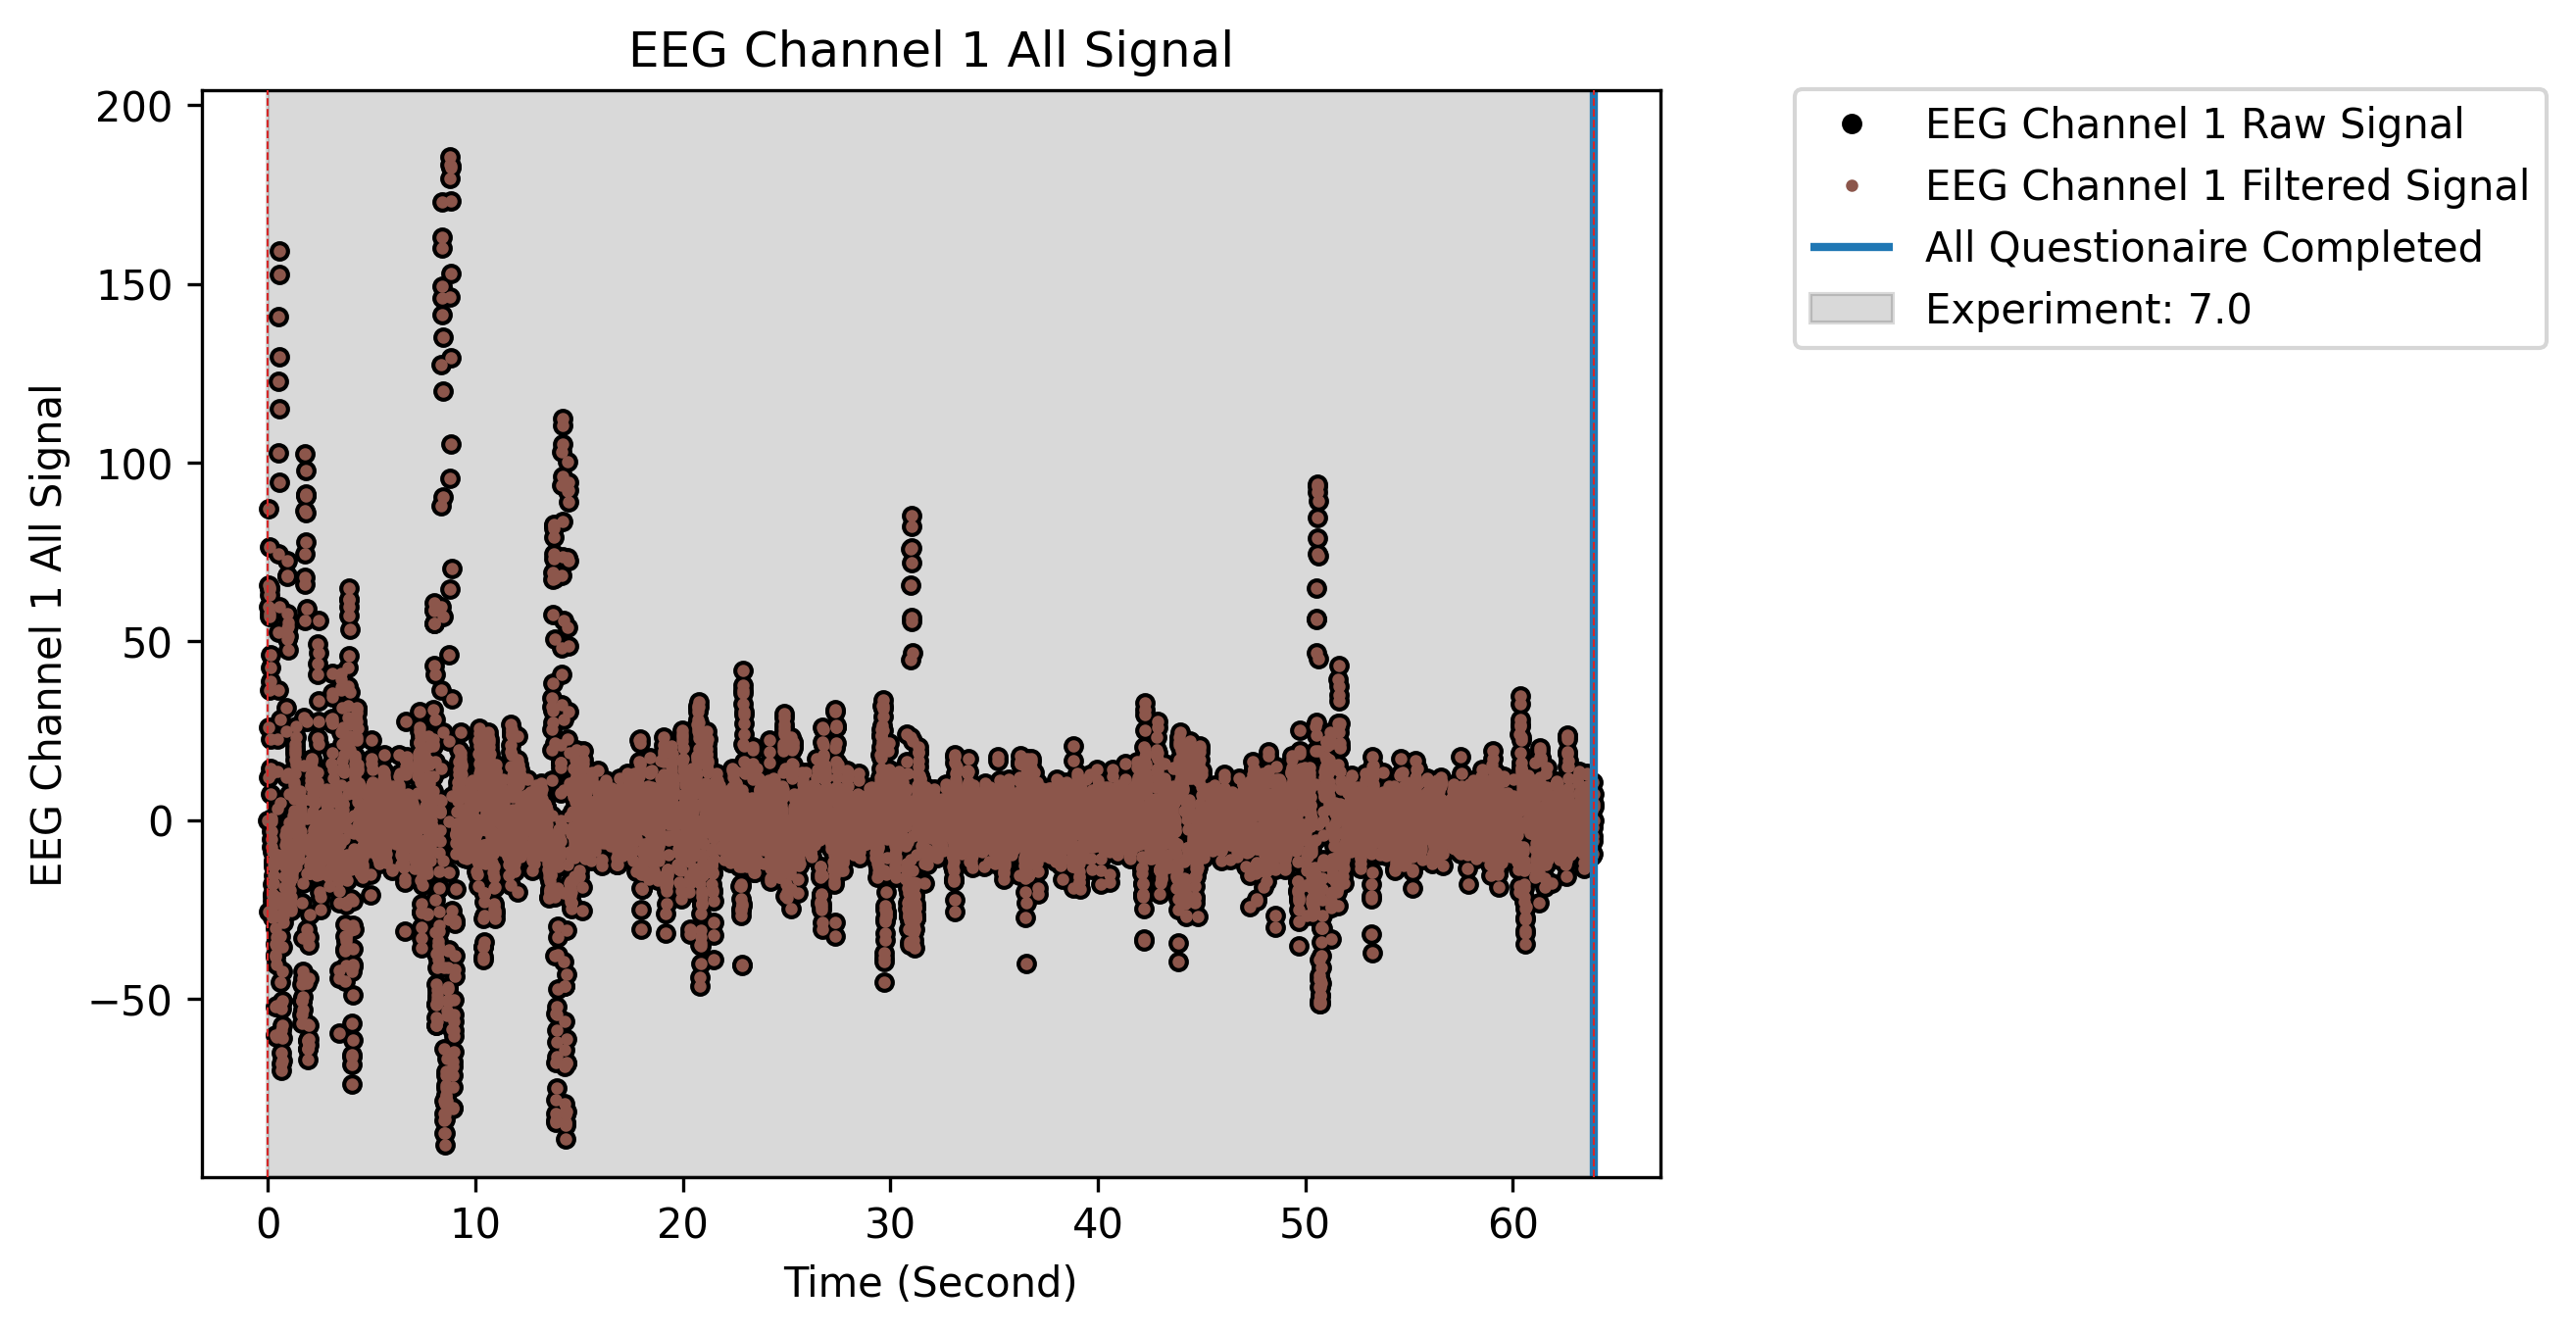 EEG Channel 1 All Signal
EEG Channel 1 Raw Signal
EEG Channel 1 Filtered Signal
All Questionaire Completed
Experiment: 7.0
EEG Channel 1 All Signal
200
150
100
50
0
−50
0 10 20 30 40 50 60
Time (Second)